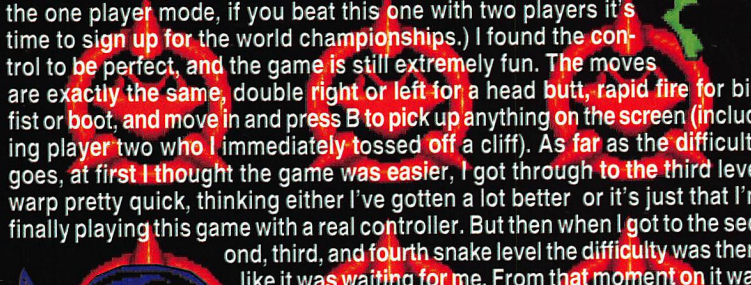 the one player mode, if you beat this one with two players it's
time to sign up for the world championships.) I found the con-
trol to be perfect, and the game is still extremely fun. The moves
are exactly the same, double right or left for a head butt, rapid fire for bi
fist or boot, and move in and press B to pick up anything on the screen (includ
ing player two who I immediately tossed off a cliff). As far as the difficult
goes, at first I thought the game was easier, I got through to the third leve
warp pretty quick, thinking either I've gotten a lot better or it's just that I'
finally playing this game with a real controller. But then when I got to the sec
ond, third, and fourth snake level the difficulty was ther
like it was waiting for me. From that moment on it wa